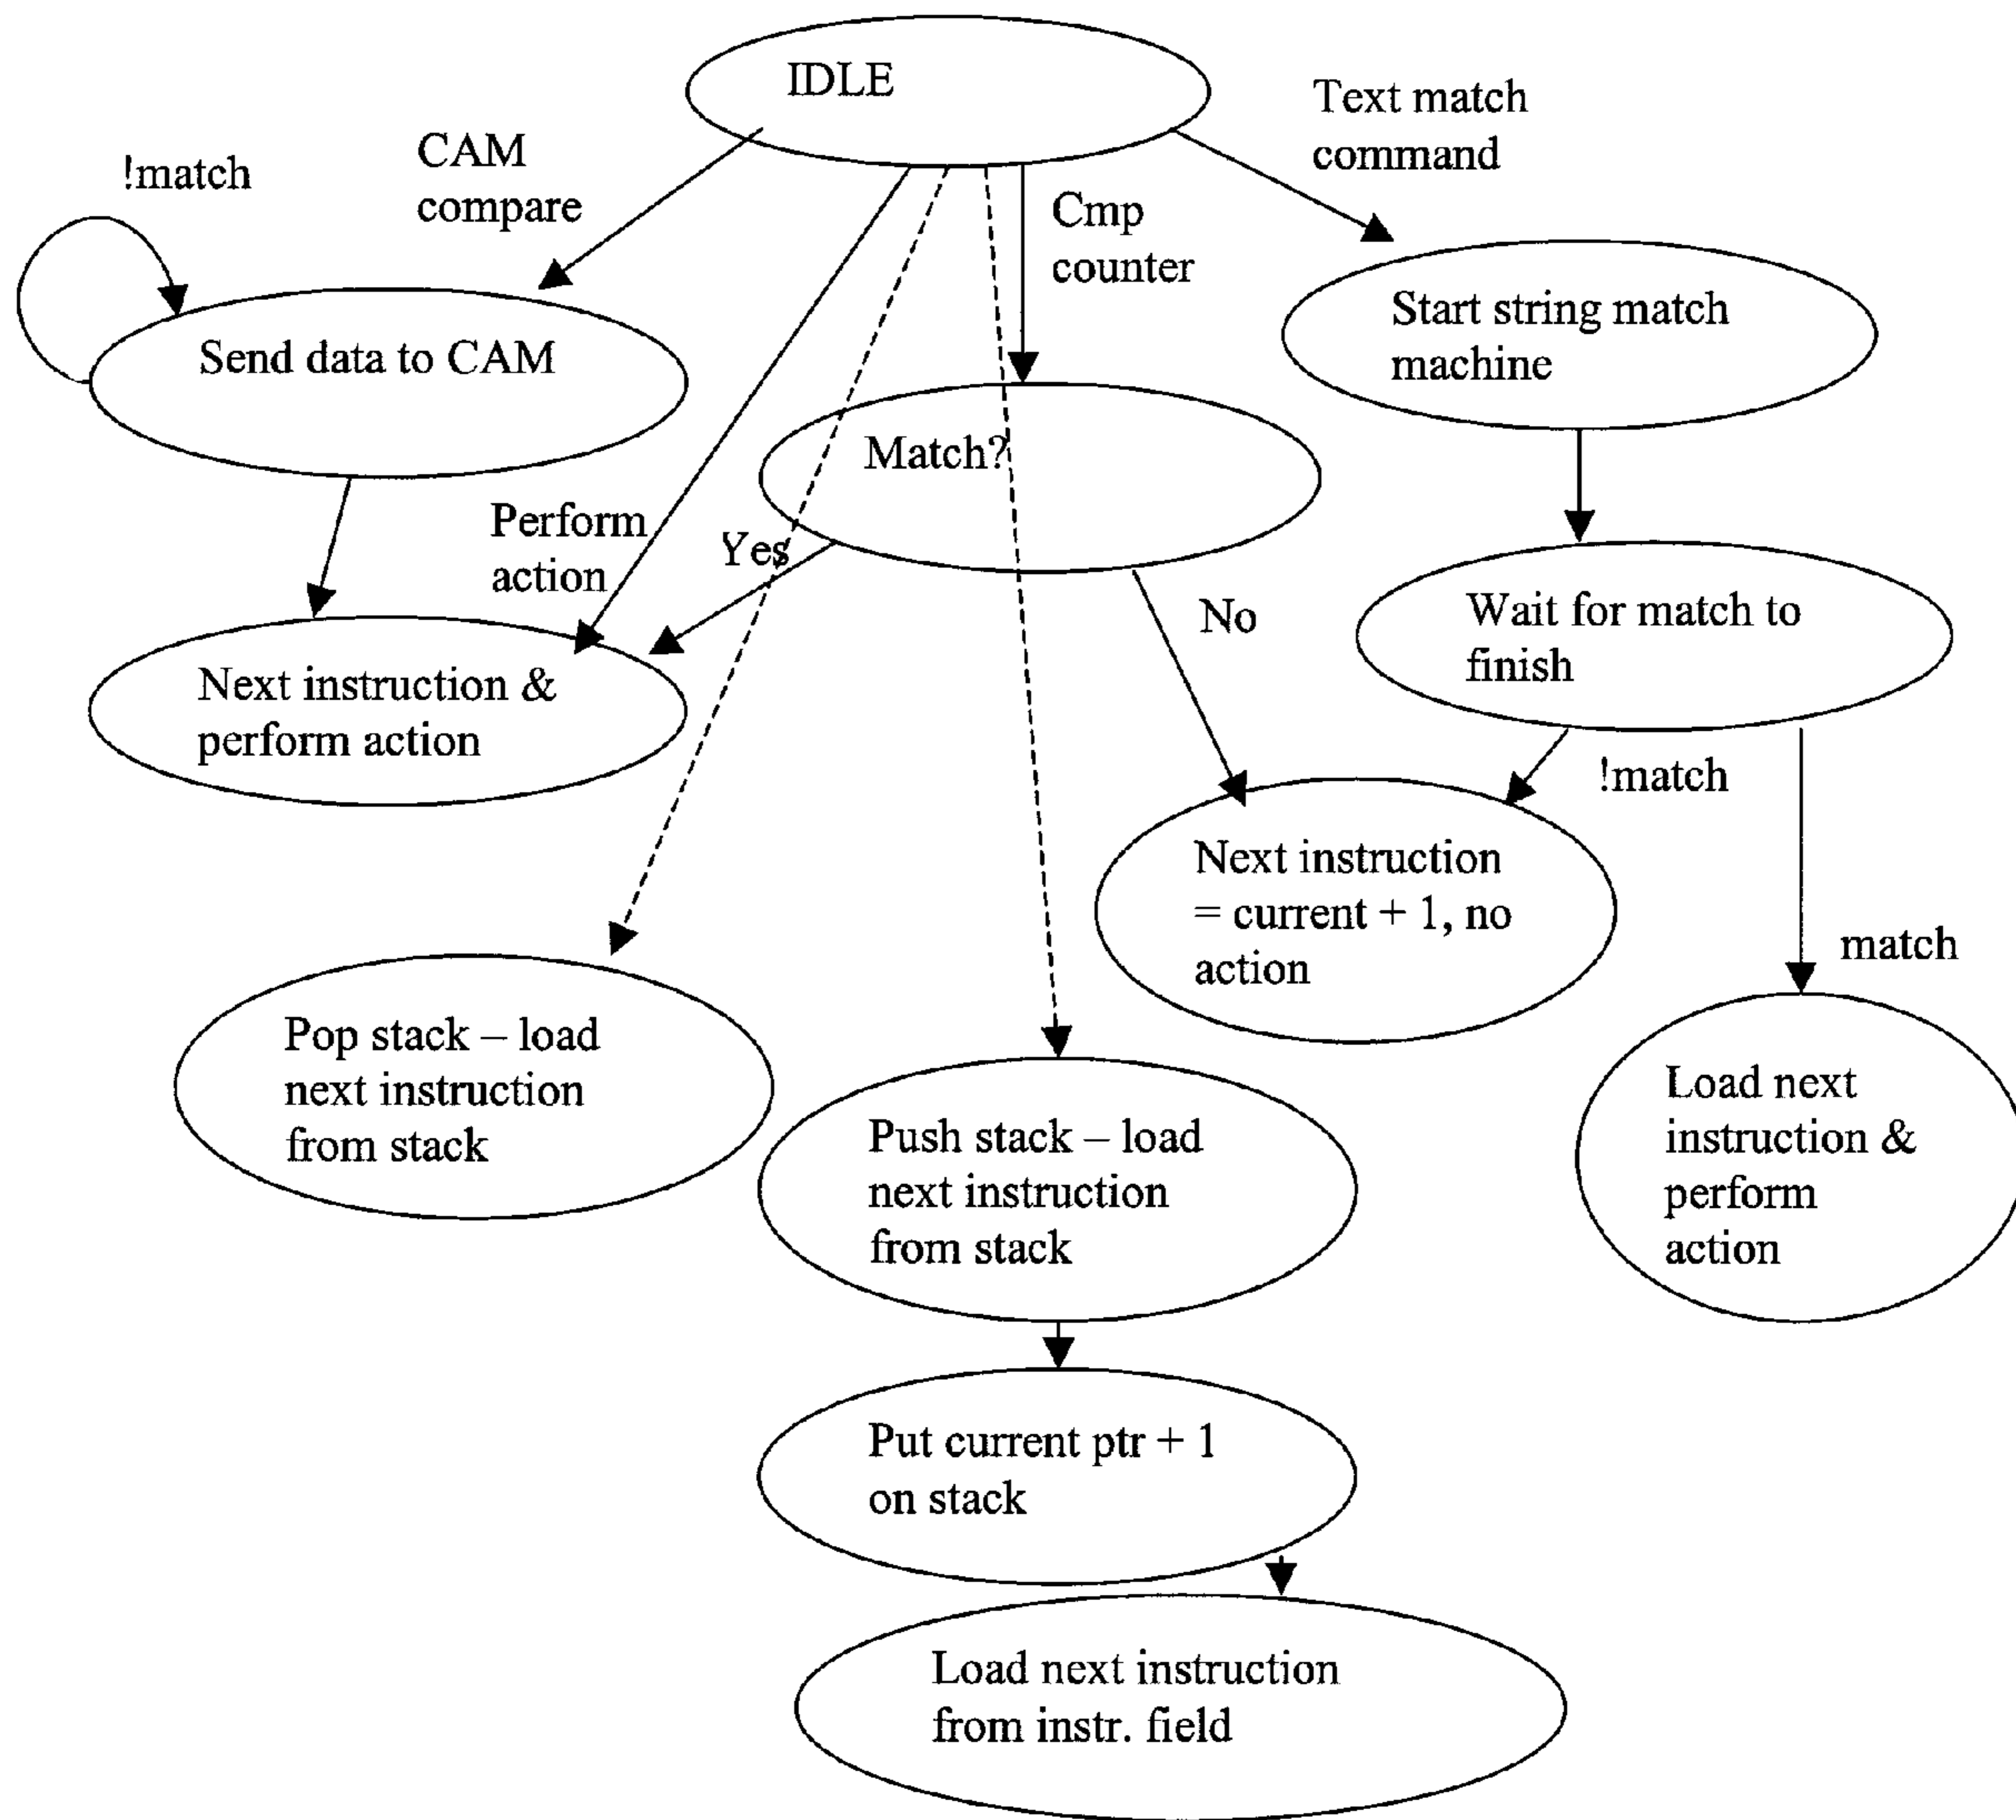 IDLE
Text match
command
CAM
compare
!match
Cmp
counter
Start string match
machine
Send data to CAM
Match?
Perform
action
Yes
No
Wait for match to
finish
Next instruction &
perform action
!match
Next instruction
= current + 1, no
action
match
Pop stack – load
next instruction
from stack
Push stack – load
next instruction
from stack
Load next
instruction &
perform
action
Put current ptr + 1
on stack
Load next instruction
from instr. field